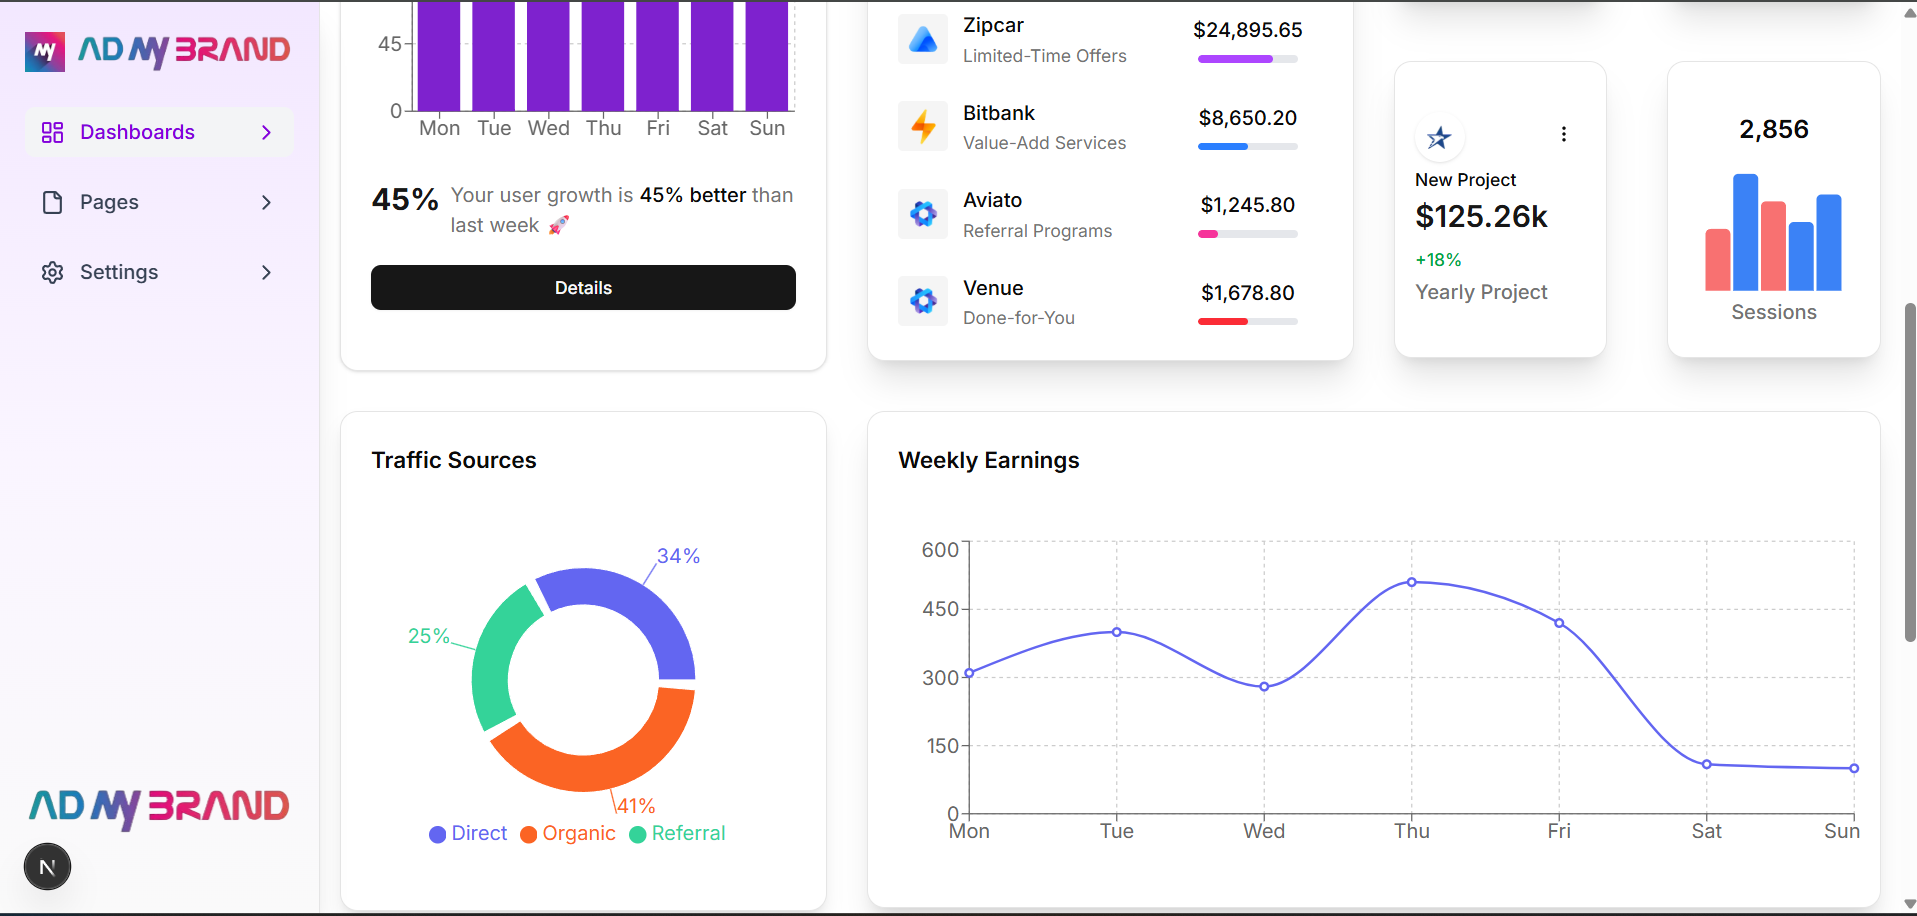 my AD MY BRAND
Dashboards
Pages
Settings
AD MY BRAND
N
45
0
Mon Tue Wed Thu Fri Sat Sun
45% Your user growth is 45% better than
last week 🚀
Details
Zipcar
$24,895.65
Limited-Time Offers
Bitbank
$8,650.20
Value-Add Services
Aviato
$1,245.80
Referral Programs
Venue
$1,678.80
Done-for-You
New Project
$125.26k
+18%
Yearly Project
2,856
Sessions
Traffic Sources
34%
25%
41%
Direct Organic Referral
Weekly Earnings
600
450
300
150
0
Mon Tue Wed Thu Fri Sat Sun